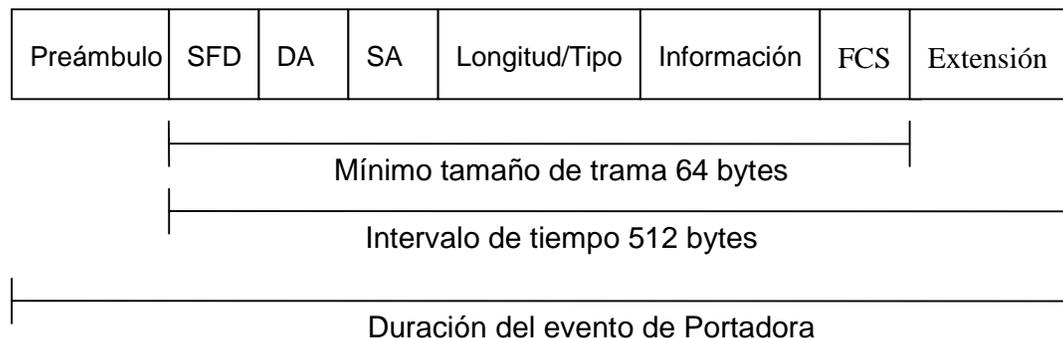 Preámbulo SFD DA SA Longitud/Tipo Información FCS Extensión
Mínimo tamaño de trama 64 bytes
Intervalo de tiempo 512 bytes
Duración del evento de Portadora